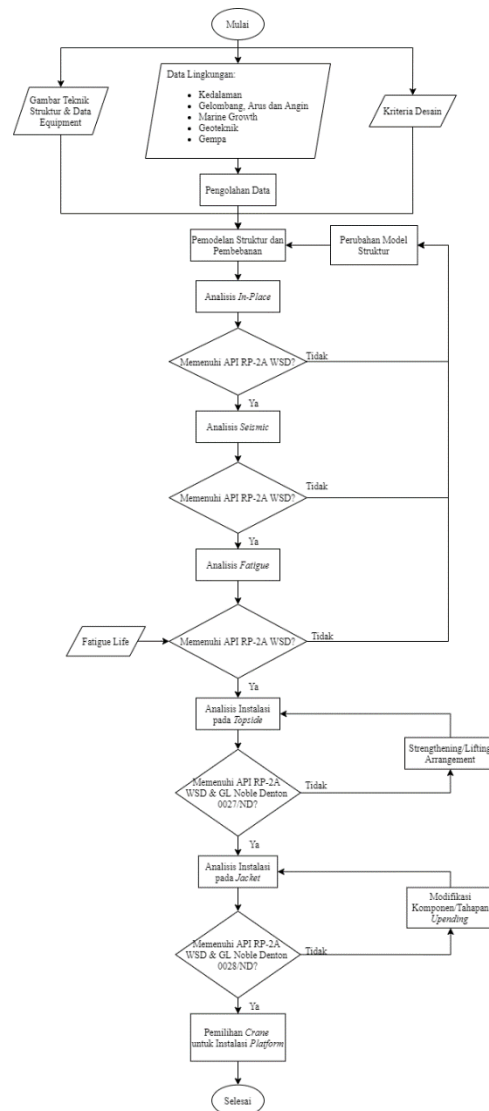 Mulai
Gambar Teknik
Struktur & Data
Equipment
Data Lingkungan:
• Kedalaman
• Gelombang, Arus dan Angin
• Marine Growth
• Geoteknik
• Gempa
Kriteria Desain
Pengolahan Data
Pemodelan Struktur dan
Pembebanan
Perubahan Model
Struktur
Analisis In-Place
Memenuhi API RP-2A WSD?
Tidak
Ya
Analisis Seismic
Memenuhi API RP-2A WSD?
Tidak
Ya
Analisis Fatigue
Fatigue Life
Memenuhi API RP-2A WSD?
Tidak
Ya
Analisis Instalasi
pada Topside
Strengthening/Lifting
Arrangement
Memenuhi API RP-2A
WSD & GL Noble Denton
0027/ND?
Tidak
Ya
Analisis Instalasi
pada Jacket
Modifikasi
Komponen/Tahapan
Upending
Memenuhi API RP-2A
WSD & GL Noble Denton
0028/ND?
Tidak
Ya
Pemilihan Crane
untuk Instalasi Platform
Selesai